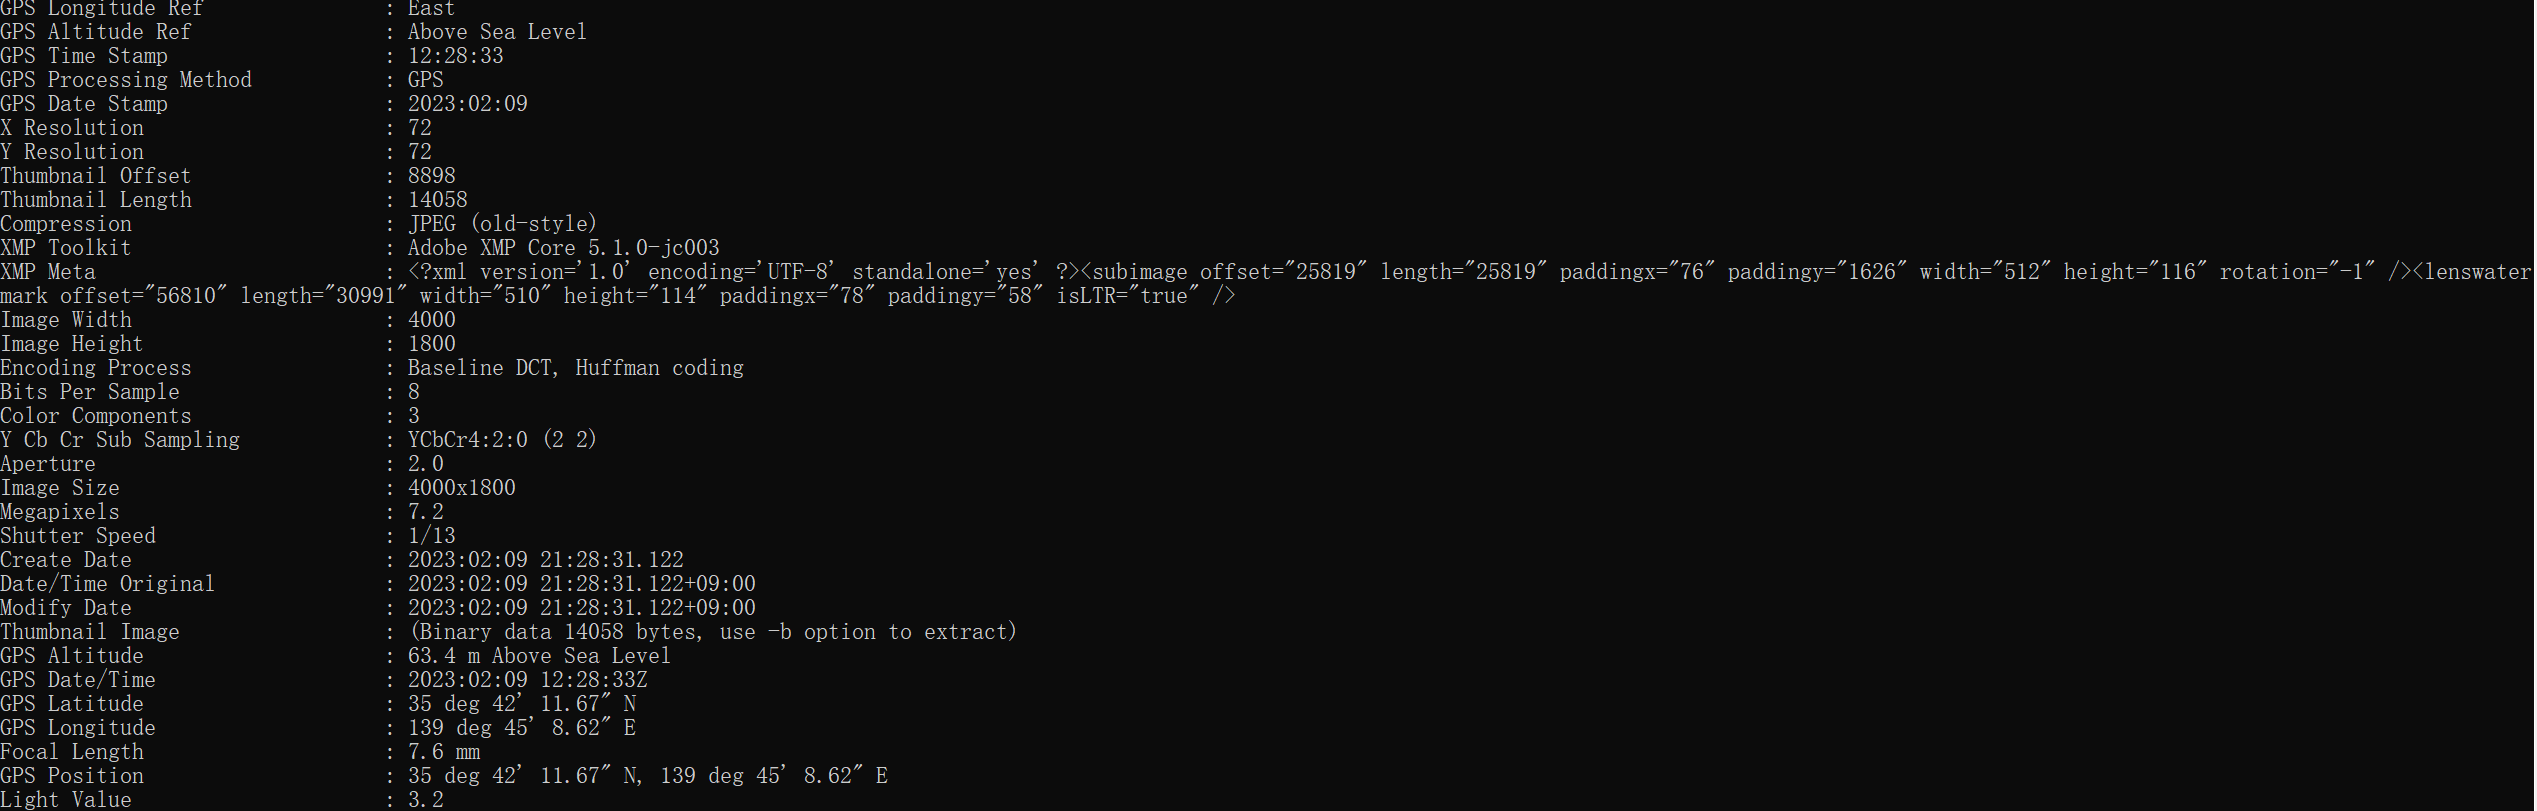 GPS Longitude Ref : East
GPS Altitude Ref : Above Sea Level
GPS Time Stamp : 12:28:33
GPS Processing Method : GPS
GPS Date Stamp : 2023:02:09
X Resolution : 72
Y Resolution : 72
Thumbnail Offset : 8898
Thumbnail Length : 14058
Compression : JPEG (old-style)
XMP Toolkit : Adobe XMP Core 5.1.0-jc003
XMP Meta : <?xml version='1.0' encoding='UTF-8' standalone='yes' ?><subimage offset="25819" length="25819" paddingx="76" paddingy="1626" width="512" height="116" rotation="-1" /><lenswater
mark offset="56810" length="30991" width="510" height="114" paddingx="78" paddingy="58" isLTR="true" />
Image Width : 4000
Image Height : 1800
Encoding Process : Baseline DCT, Huffman coding
Bits Per Sample : 8
Color Components : 3
Y Cb Cr Sub Sampling : YCbCr4:2:0 (2 2)
Aperture : 2.0
Image Size : 4000x1800
Megapixels : 7.2
Shutter Speed : 1/13
Create Date : 2023:02:09 21:28:31.122
Date/Time Original : 2023:02:09 21:28:31.122+09:00
Modify Date : 2023:02:09 21:28:31.122+09:00
Thumbnail Image : (Binary data 14058 bytes, use -b option to extract)
GPS Altitude : 63.4 m Above Sea Level
GPS Date/Time : 2023:02:09 12:28:33Z
GPS Latitude : 35 deg 42' 11.67" N
GPS Longitude : 139 deg 45' 8.62" E
Focal Length : 7.6 mm
GPS Position : 35 deg 42' 11.67" N, 139 deg 45' 8.62" E
Light Value : 3.2